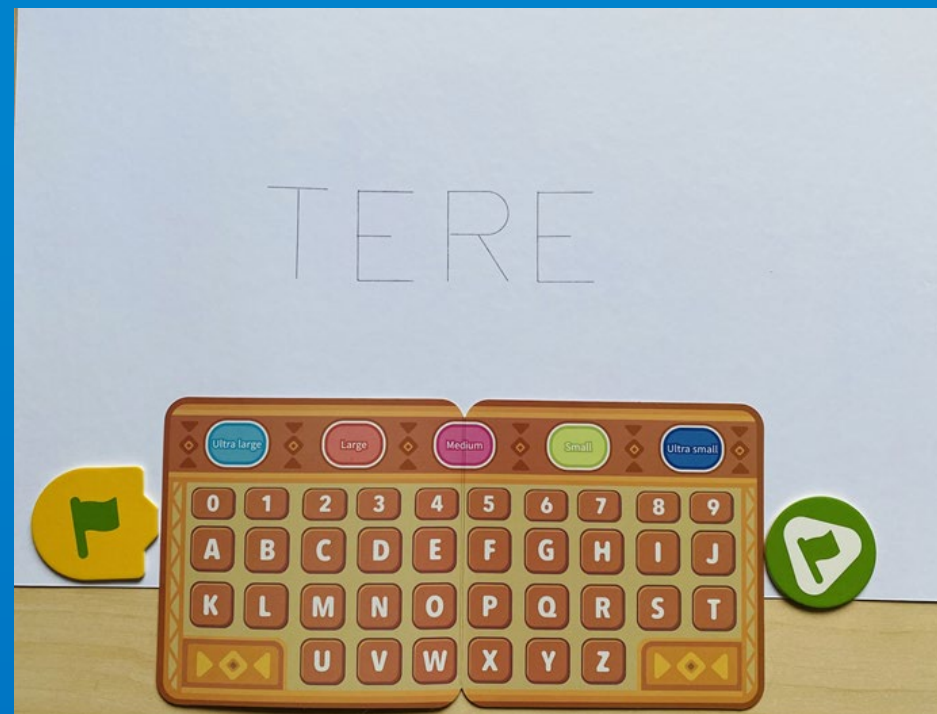 TERE
Ultra large Large Medium Small Ultra small
0 1 2 3 4 5 6 7 8 9
A B C D E F G H I J
K L M N O P Q R S T
U V W X Y Z